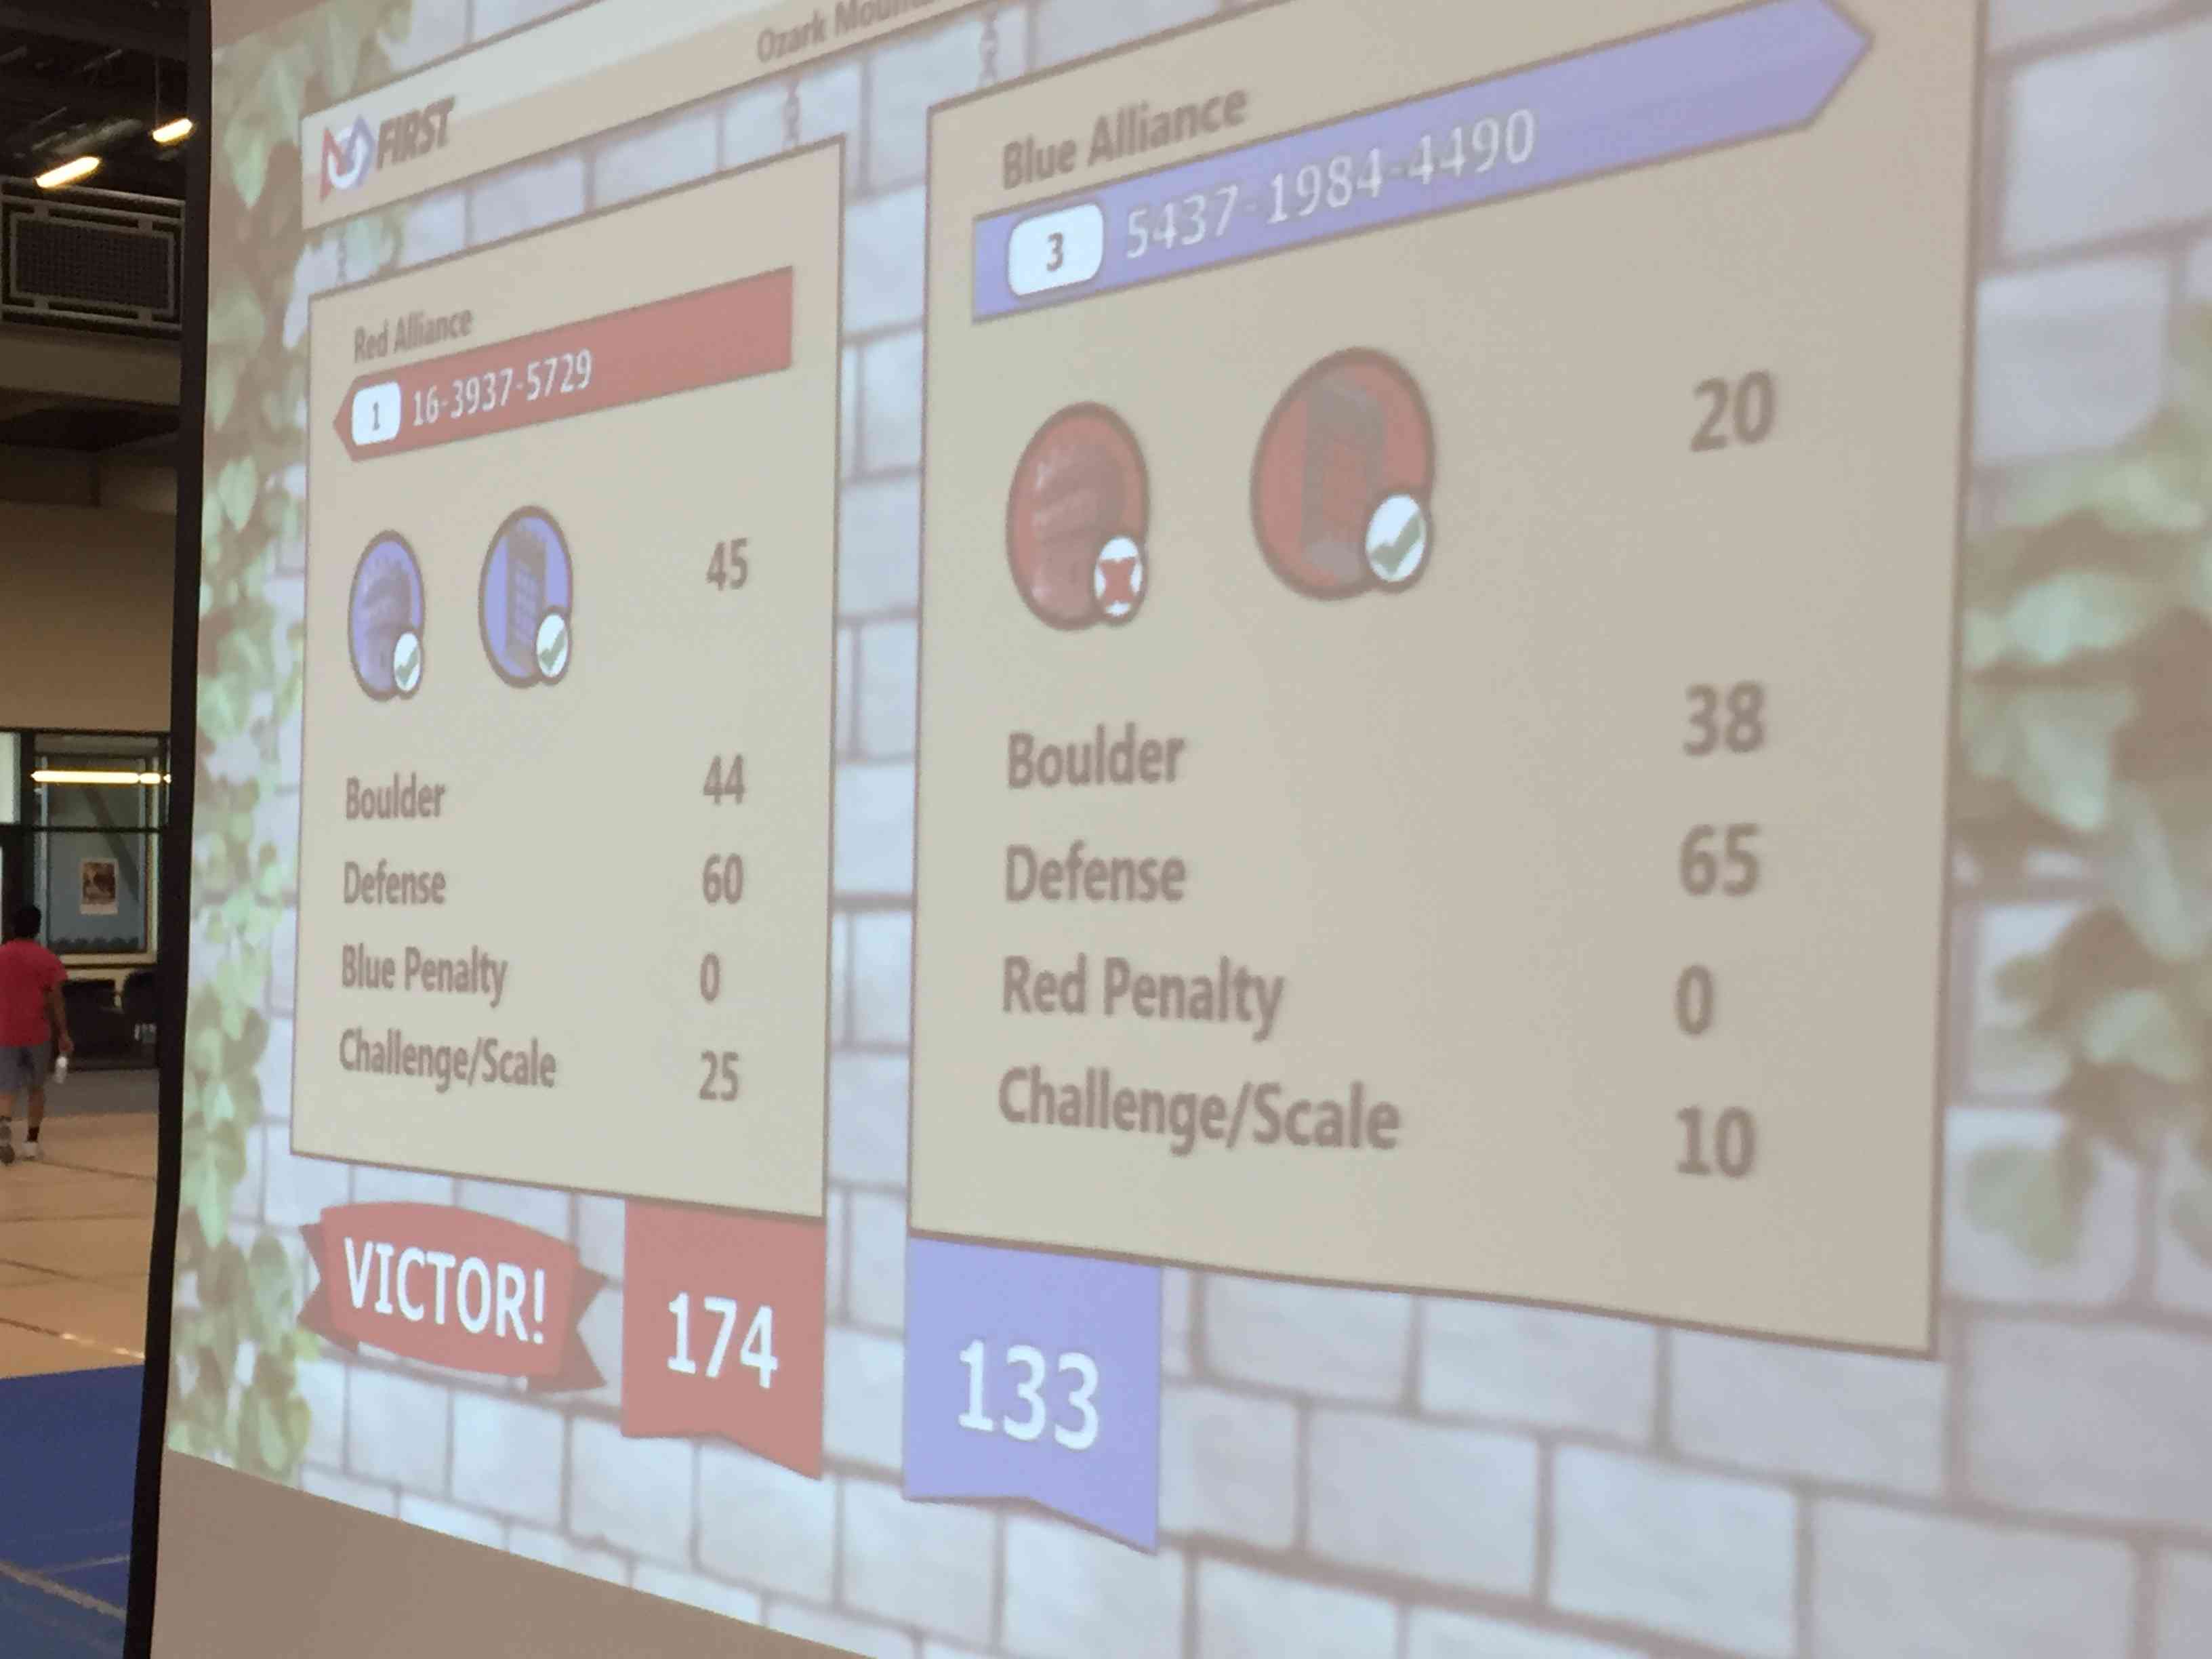 Ozark
FIRST
Red Alliance
1 16-3937-5729
45
Boulder 44
Defense 60
Blue Penalty 0
Challenge/Scale 25
VICTOR! 174
Blue Alliance
3 5437-1984-4490
20
Boulder 38
Defense 65
Red Penalty 0
Challenge/Scale 10
133